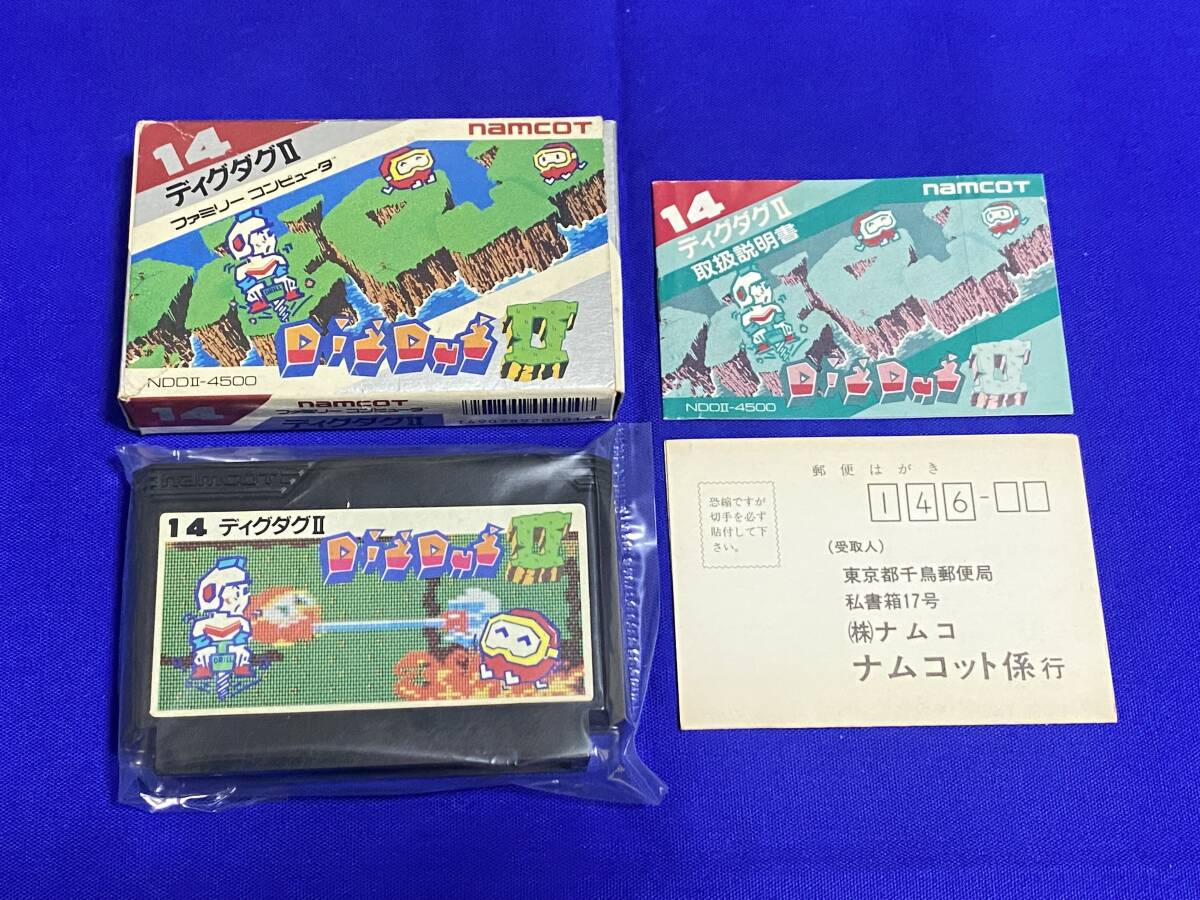 14
namcoT
ディグダグⅡ
ファミリー コンピュータ
DiGDuG Ⅱ
NDDⅡ-4500
14
namcoT
ファミリー コンピュータ
ディグダグⅡ
14
namcoT
ディグダグⅡ
取扱説明書
DiGDuG Ⅱ
NDDⅡ-4500
namcoT
14 ディグダグⅡ
DiGDuG Ⅱ
DRILL
郵便はがき
恐縮ですが
切手を必ず
貼付して下
さい。
146-
(受取人)
東京都千鳥郵便局
私書箱17号
(株)ナムコ
ナムコット係 行